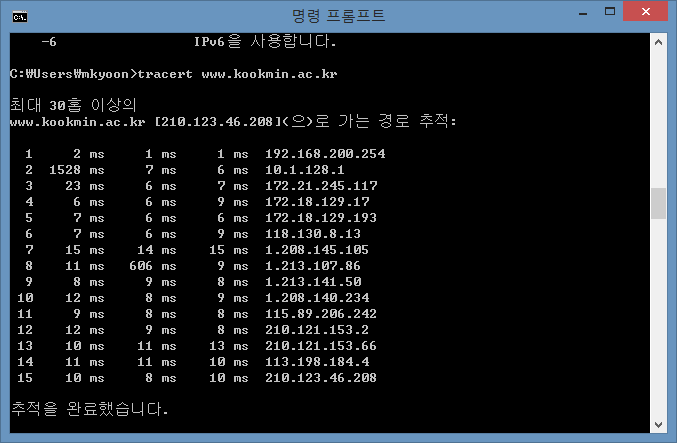 명령 프롬프트
C:\.
-6 IPv6을 사용합니다.
C:₩Users₩mkyoon>tracert www.kookmin.ac.kr
최대 30홉 이상의
www.kookmin.ac.kr [210.123.46.208](으)로 가는 경로 추적:
1 2 ms 1 ms 1 ms 192.168.200.254
2 1528 ms 7 ms 6 ms 10.1.128.1
3 23 ms 6 ms 7 ms 172.21.245.117
4 6 ms 6 ms 9 ms 172.18.129.17
5 7 ms 6 ms 6 ms 172.18.129.193
6 7 ms 6 ms 9 ms 118.130.8.13
7 15 ms 14 ms 15 ms 1.208.145.105
8 11 ms 606 ms 9 ms 1.213.107.86
9 8 ms 9 ms 8 ms 1.213.141.50
10 12 ms 8 ms 9 ms 1.208.140.234
11 9 ms 8 ms 8 ms 115.89.206.242
12 12 ms 9 ms 8 ms 210.121.153.2
13 10 ms 11 ms 13 ms 210.121.153.66
14 11 ms 11 ms 10 ms 113.198.184.4
15 10 ms 8 ms 10 ms 210.123.46.208
추적을 완료했습니다.